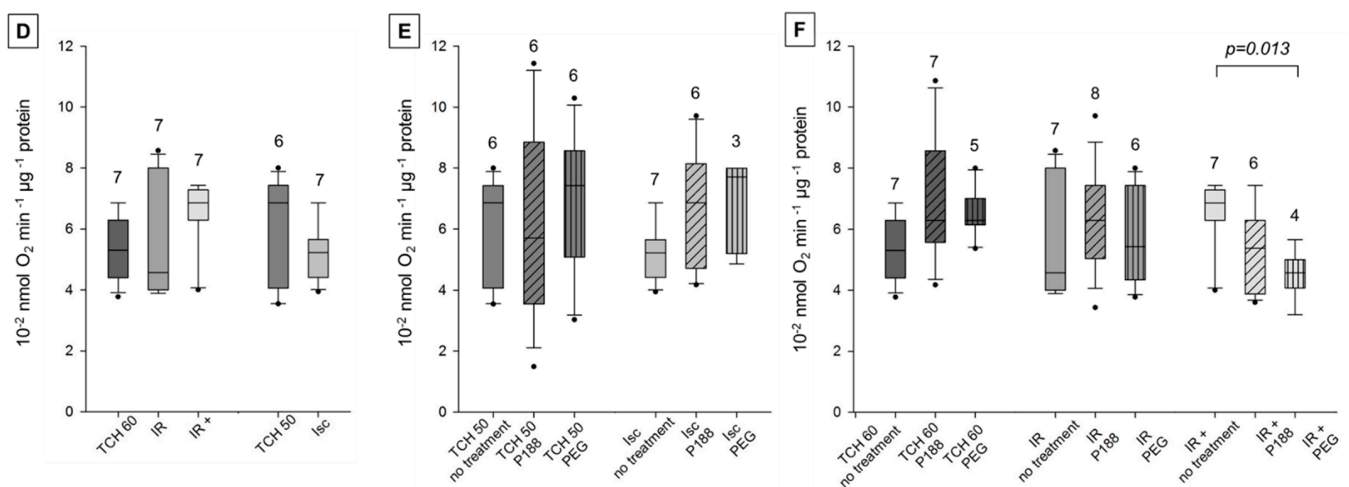 D
10⁻² nmol O₂ min ⁻¹ µg ⁻¹ protein
12
10
8
6
4
2
0
7
7
7
6
7
TCH 60
IR
IR +
TCH 50
Isc
E
10⁻² nmol O₂ min ⁻¹ µg ⁻¹ protein
12
10
8
6
4
2
0
6
6
6
7
6
3
TCH 50
no treatment
TCH 50
P188
TCH 50
PEG
Isc
no treatment
Isc
P188
Isc
PEG
F
10⁻² nmol O₂ min ⁻¹ µg ⁻¹ protein
12
10
8
6
4
2
0
7
7
5
7
8
6
7
6
4
p=0.013
TCH 60
no treatment
TCH 60
P188
TCH 60
PEG
IR
no treatment
IR
P188
IR
PEG
IR +
no treatment
IR +
P188
IR +
PEG